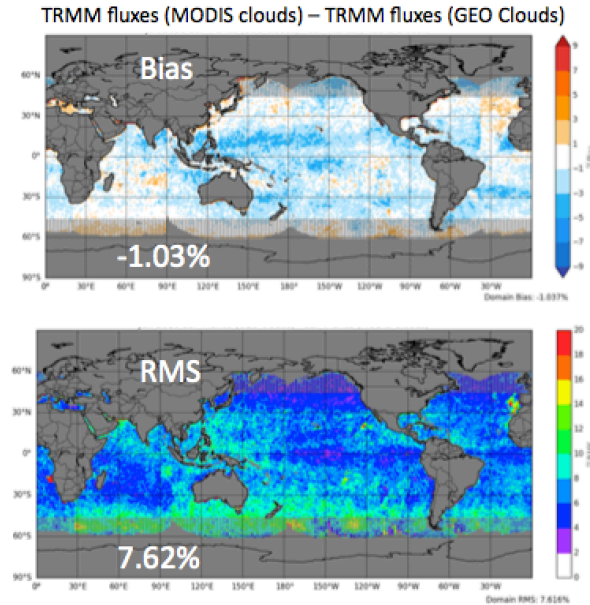 TRMM fluxes (MODIS clouds) – TRMM fluxes (GEO Clouds)
Bias
9
7
5
3
1
−1
−3
−5
−7
−9
60°N
30°N
0°
30°S
60°S
90°S
-1.03%
0° 30°E 60°E 90°E 120°E 150°E 180° 150°W 120°W 90°W 60°W 30°W 0°
Domain Bias: -1.037%
RMS
20
18
16
14
12
10
8
6
4
2
0
60°N
30°N
0°
30°S
60°S
90°S
7.62%
0° 30°E 60°E 90°E 120°E 150°E 180° 150°W 120°W 90°W 60°W 30°W 0°
Domain RMS: 7.616%